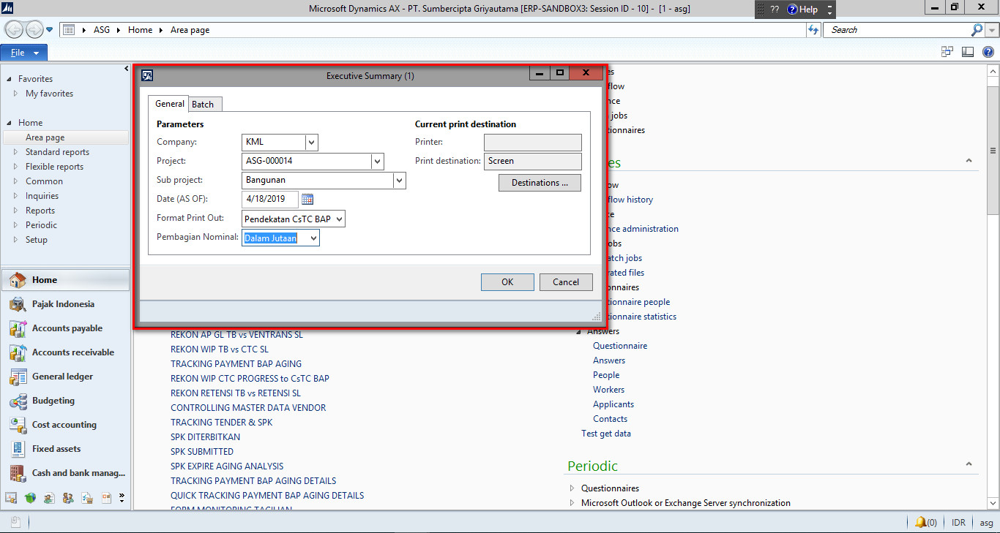 Microsoft Dynamics AX - PT. Sumbercipta Griyautama [ERP-SANDBOX3: Session ID - 10] - [1 - asg]
?? Help
ASG Home Area page
Search
File
Favorites
My favorites
Home
Area page
Standard reports
Flexible reports
Common
Inquiries
Reports
Periodic
Setup
Home
Pajak Indonesia
Accounts payable
Accounts receivable
General ledger
Budgeting
Cost accounting
Fixed assets
Cash and bank manag...
Executive Summary (1)
General Batch
Parameters
Company: KML
Project: ASG-000014
Sub project: Bangunan
Date (AS OF): 4/18/2019
Format Print Out: Pendekatan CsTC BAP
Pembagian Nominal: Dalam Jutaan
Current print destination
Printer:
Print destination: Screen
Destinations ...
OK Cancel
REKON AP GL TB vs VENTRANS SL
REKON WIP TB vs CTC SL
TRACKING PAYMENT BAP AGING
REKON WIP CTC PROGRESS to CsTC BAP
REKON RETENSI TB vs RETENSI SL
CONTROLLING MASTER DATA VENDOR
TRACKING TENDER & SPK
SPK DITERBITKAN
SPK SUBMITTED
SPK EXPIRE AGING ANALYSIS
TRACKING PAYMENT BAP AGING DETAILS
QUICK TRACKING PAYMENT BAP AGING DETAILS
FORM MONITORING TAGIHAN
es
flow
nce
jobs
ionnaires
es
ow
flow history
ce
nce administration
obs
atch jobs
rated files
onnaires
tionnaire people
ionnaire statistics
Answers
Questionnaire
Answers
People
Workers
Applicants
Contacts
Test get data
Periodic
Questionnaires
Microsoft Outlook or Exchange Server synchronization
(0) IDR asg